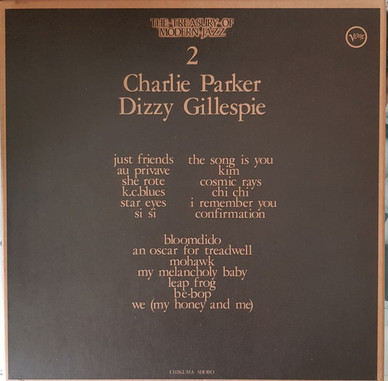 THE·TREASURY·OF
MODERN·JAZZ
Verve
2
Charlie Parker
Dizzy Gillespie
just friends the song is you
au privave kim
she rote cosmic rays
k.c.blues chi chi
star eyes i remember you
si si confirmation
bloomdido
an oscar for treadwell
mohawk
my melancholy baby
leap frog
be-bop
we (my honey and me)
CHIKUMA SHOBO